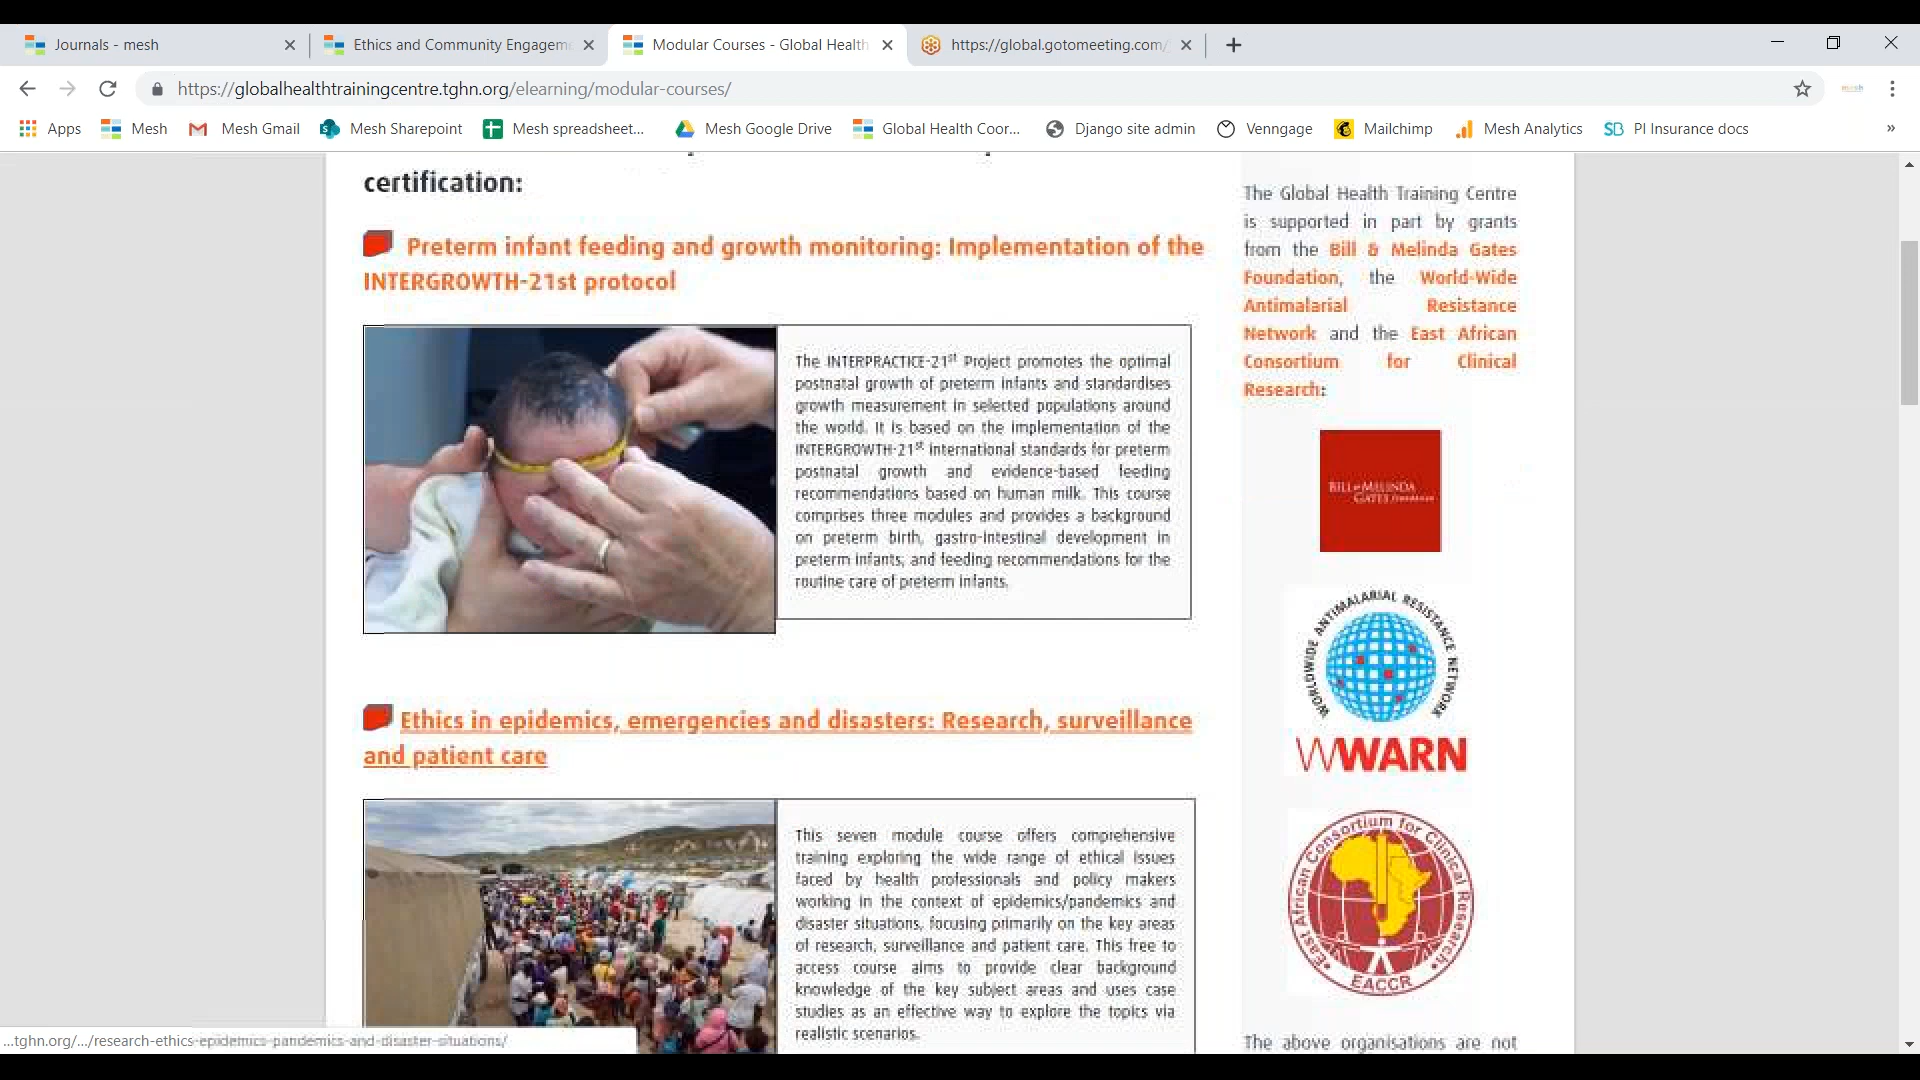 Journals - mesh
Ethics and Community Engagem
Modular Courses - Global Health
https://global.gotomeeting.com/
https://globalhealthtrainingcentre.tghn.org/elearning/modular-courses/
Apps Mesh Mesh Gmail Mesh Sharepoint Mesh spreadsheet... Mesh Google Drive Global Health Coor... Django site admin Venngage Mailchimp Mesh Analytics PI Insurance docs »
certification:
Preterm infant feeding and growth monitoring: Implementation of the
INTERGROWTH-21st protocol
The INTERPRACTICE-21st Project promotes the optimal
postnatal growth of preterm infants and standardises
growth measurement in selected populations around
the world. It is based on the implementation of the
INTERGROWTH-21st international standards for preterm
postnatal growth and evidence-based feeding
recommendations based on human milk. This course
comprises three modules and provides a background
on preterm birth, gastro-intestinal development in
preterm infants, and feeding recommendations for the
routine care of preterm infants.
Ethics in epidemics, emergencies and disasters: Research, surveillance
and patient care
This seven module course offers comprehensive
training exploring the wide range of ethical issues
faced by health professionals and policy makers
working in the context of epidemics/pandemics and
disaster situations, focusing primarily on the key areas
of research, surveillance and patient care. This free to
access course aims to provide clear background
knowledge of the key subject areas and uses case
studies as an effective way to explore the topics via
realistic scenarios.
The Global Health Training Centre
is supported in part by grants
from the Bill & Melinda Gates
Foundation, the World-Wide
Antimalarial Resistance
Network and the East African
Consortium for Clinical
Research:
BILL & MELINDA
GATES foundation
WORLDWIDE ANTIMALARIAL RESISTANCE NETWORK
WWARN
East African Consortium for Clinical Research
EACCR
The above organisations are not
...tghn.org/.../research-ethics-epidemics-pandemics-and-disaster-situations/